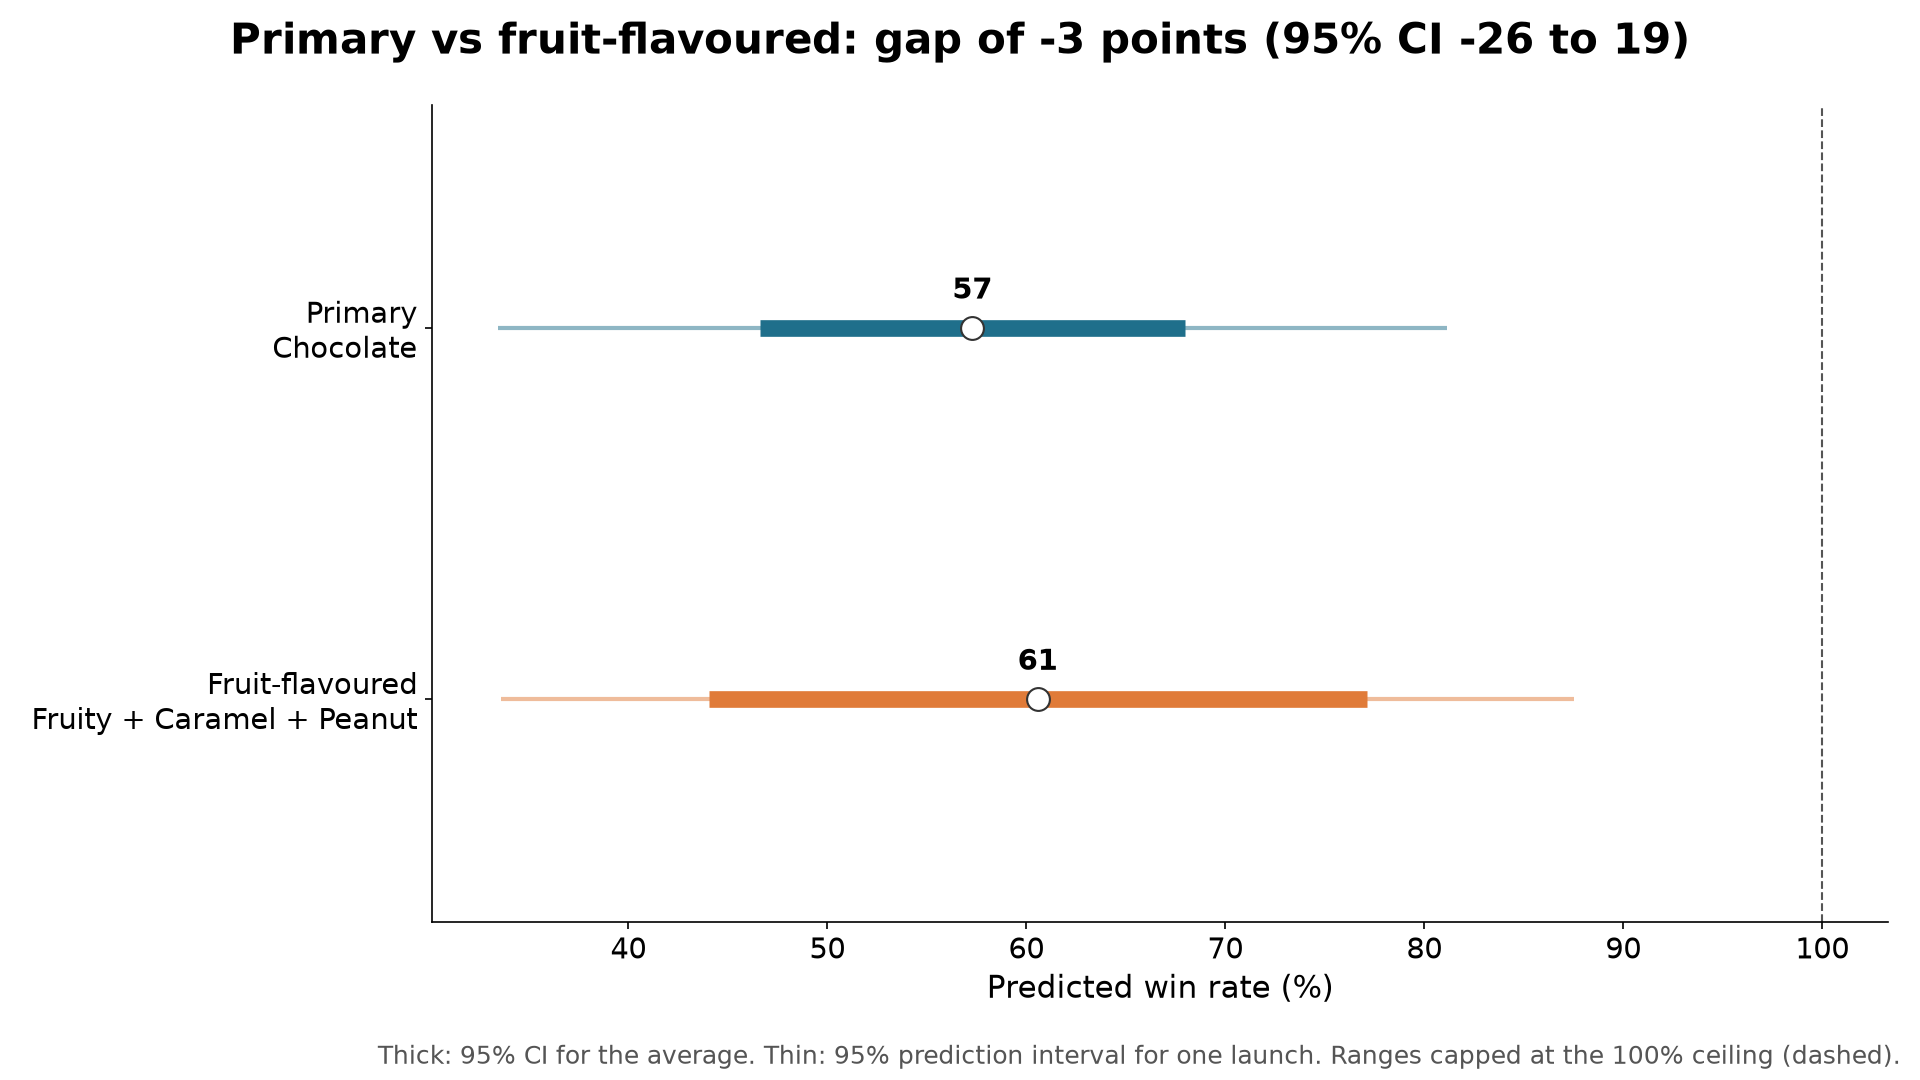 Primary vs fruit-flavoured: gap of -3 points (95% CI -26 to 19)
57
Primary
Chocolate
61
Fruit-flavoured
Fruity + Caramel + Peanut
40 50 60 70 80 90 100
Predicted win rate (%)
Thick: 95% CI for the average. Thin: 95% prediction interval for one launch. Ranges capped at the 100% ceiling (dashed).